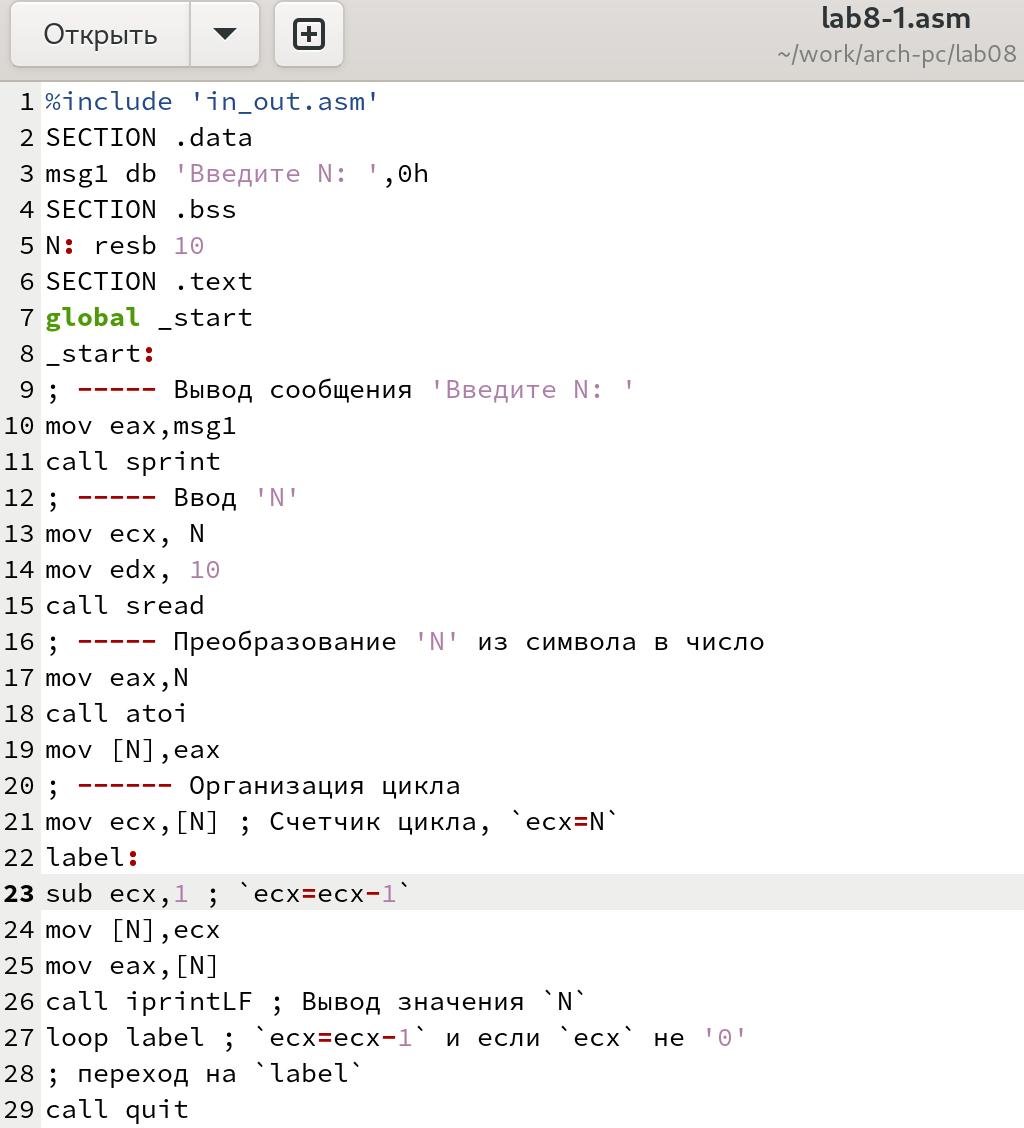 Открыть
lab8-1.asm
~/work/arch-pc/lab08
1 %include 'in_out.asm'
2 SECTION .data
3 msg1 db 'Введите N: ',0h
4 SECTION .bss
5 N: resb 10
6 SECTION .text
7 global _start
8 _start:
9 ; ----- Вывод сообщения 'Введите N: '
10 mov eax,msg1
11 call sprint
12 ; ----- Ввод 'N'
13 mov ecx, N
14 mov edx, 10
15 call sread
16 ; ----- Преобразование 'N' из символа в число
17 mov eax,N
18 call atoi
19 mov [N],eax
20 ; ------ Организация цикла
21 mov ecx,[N] ; Счетчик цикла, `ecx=N`
22 label:
23 sub ecx,1 ; `ecx=ecx-1`
24 mov [N],ecx
25 mov eax,[N]
26 call iprintLF ; Вывод значения `N`
27 loop label ; `ecx=ecx-1` и если `ecx` не '0'
28 ; переход на `label`
29 call quit